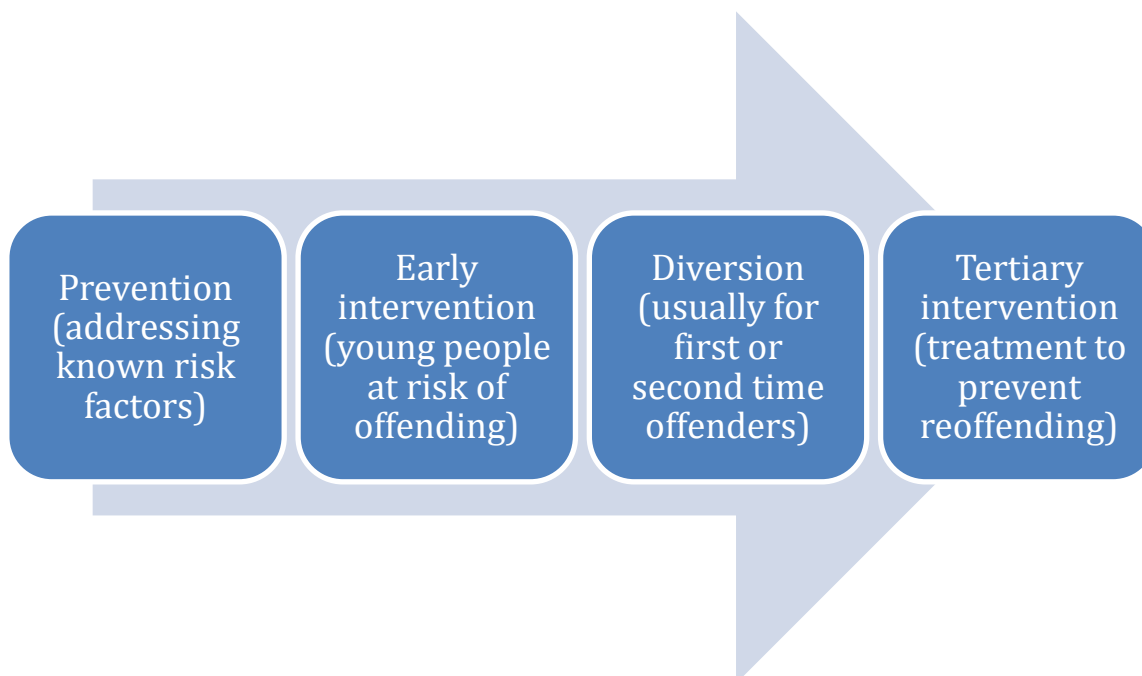 Prevention
(addressing
known risk
factors)
Early
intervention
(young people
at risk of
offending)
Diversion
(usually for
first or
second time
offenders)
Tertiary
intervention
(treatment to
prevent
reoffending)